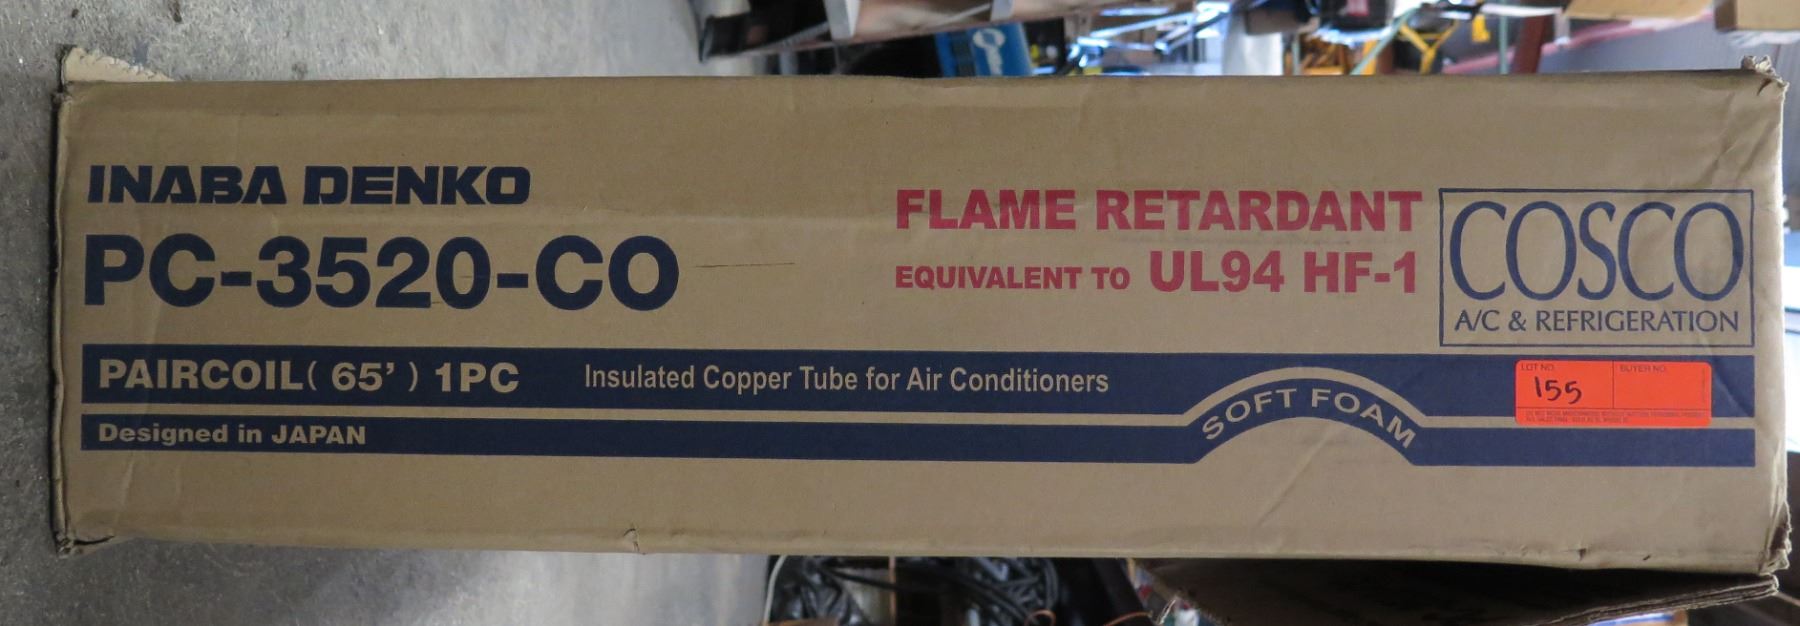 INABA DENKO
PC-3520-CO
FLAME RETARDANT
EQUIVALENT TO UL94 HF-1
COSCO
A/C & REFRIGERATION
PAIRCOIL( 65’ ) 1PC
Insulated Copper Tube for Air Conditioners
SOFT FOAM
LOT NO.
BUYER NO.
155
Designed in JAPAN